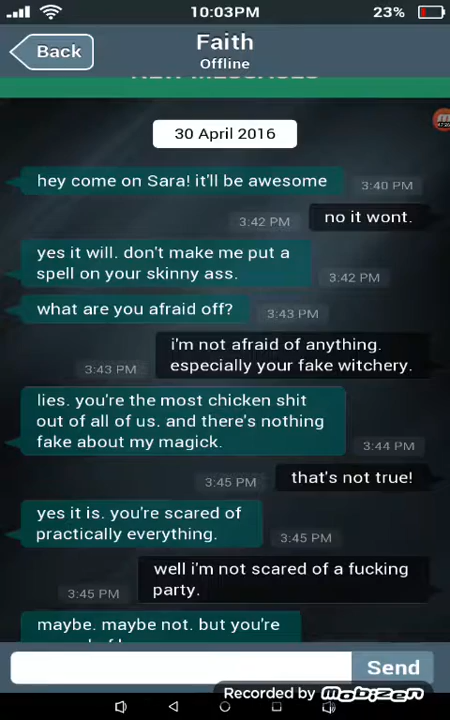 10:03PM
23%
Back
Faith
Offline
NEW MESSAGES
30 April 2016
hey come on Sara! it'll be awesome
3:40 PM
no it wont.
3:42 PM
yes it will. don't make me put a
spell on your skinny ass.
3:42 PM
what are you afraid off?
3:43 PM
i'm not afraid of anything.
especially your fake witchery.
3:43 PM
lies. you're the most chicken shit
out of all of us. and there's nothing
fake about my magick.
3:44 PM
that's not true!
3:45 PM
yes it is. you're scared of
practically everything.
3:45 PM
well i'm not scared of a fucking
party.
3:45 PM
maybe. maybe not. but you're
Send
Recorded by Mobizen